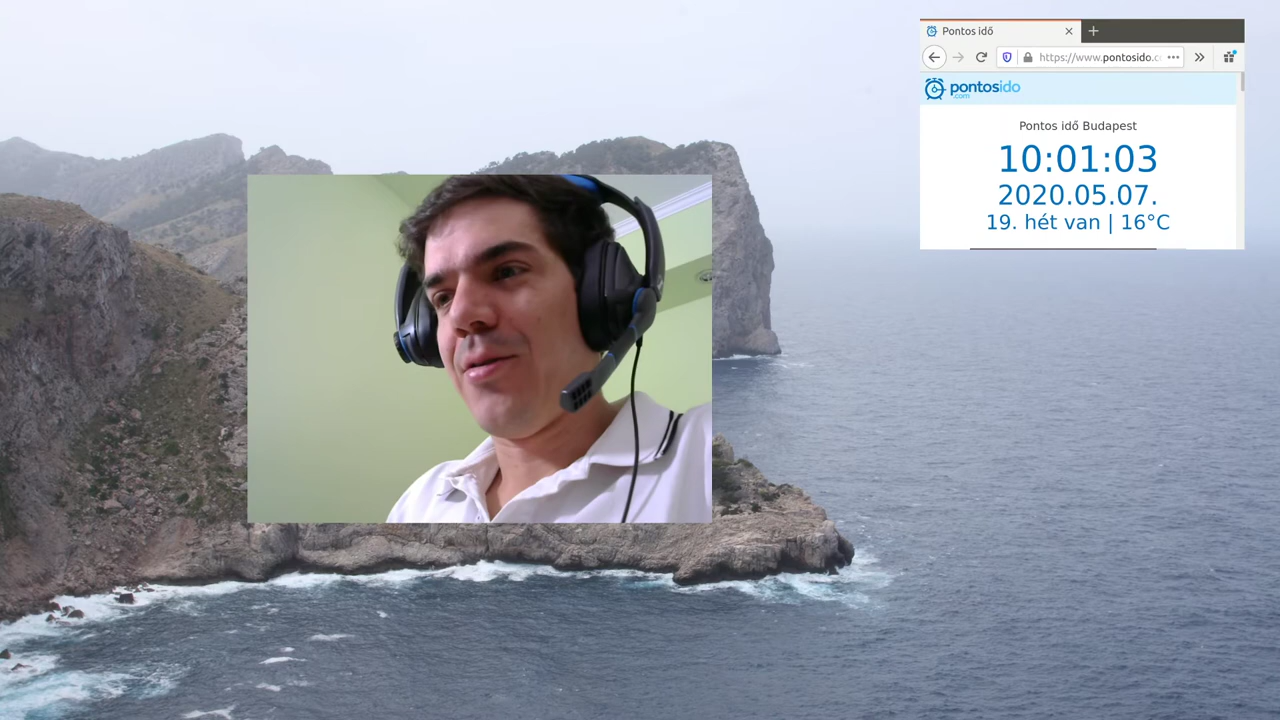 Pontos idő
https://www.pontosido.c
pontosido
.com
Pontos idő Budapest
10:01:03
2020.05.07.
19. hét van | 16°C